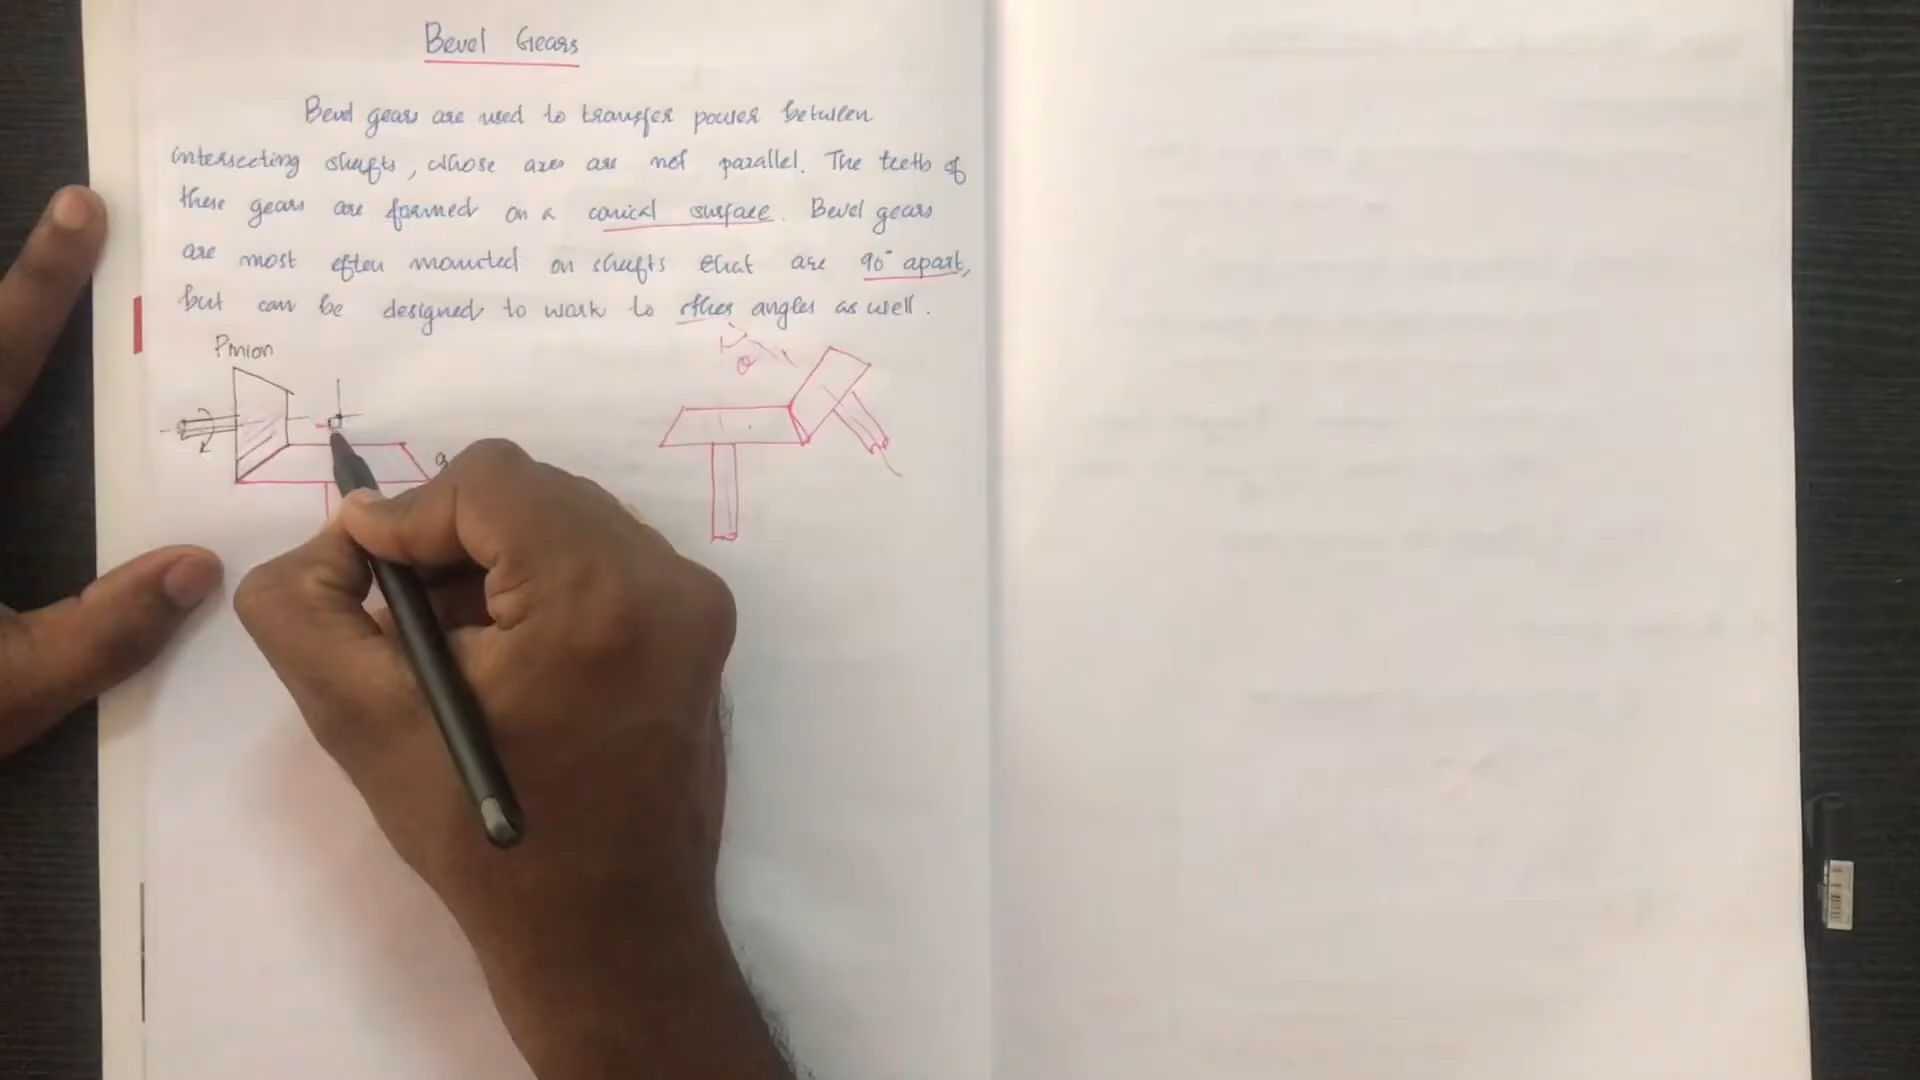 Bevel Gears
Bevel gears are used to transfer power between
intersecting shafts, whose axes are not parallel. The teeth of
these gears are formed on a conical surface. Bevel gears
are most often mounted on shafts that are 90° apart,
but can be designed to work to other angles as well.
Pinion
θ